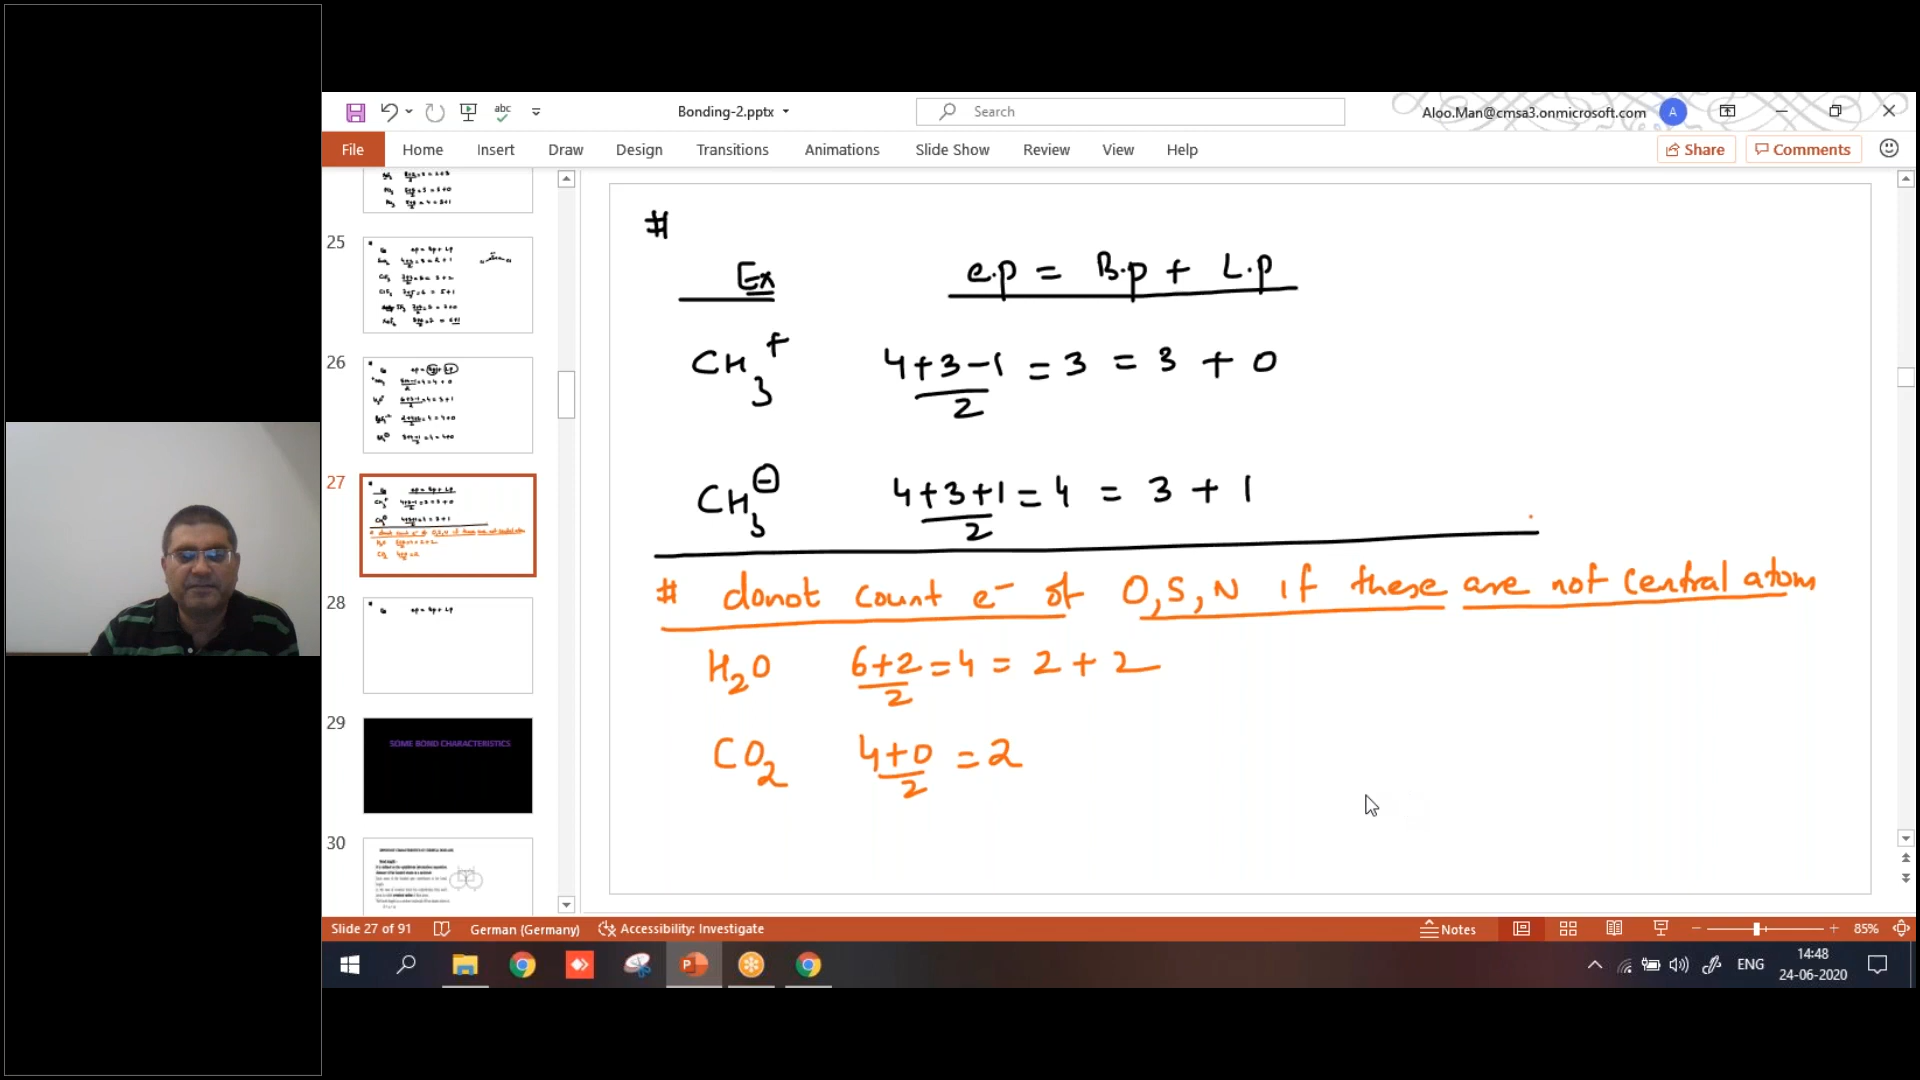 abc
Bonding-2.pptx
Search
Aloo.Man@cmsa3.onmicrosoft.com
A
File Home Insert Draw Design Transitions Animations Slide Show Review View Help
Share Comments
25
26
27
28
29
SOME BOND CHARACTERISTICS
30
#
Ex e.p = B.p + L.p
CH3+ 4+3-1/2 = 3 = 3 + 0
CH3⊖ 4+3+1/2 = 4 = 3 + 1
# donot count e- of O,S,N if these are not central atom
H2O 6+2/2 = 4 = 2 + 2
CO2 4+0/2 = 2
Slide 27 of 91 German (Germany) Accessibility: Investigate Notes 85%
ENG 14:48
24-06-2020